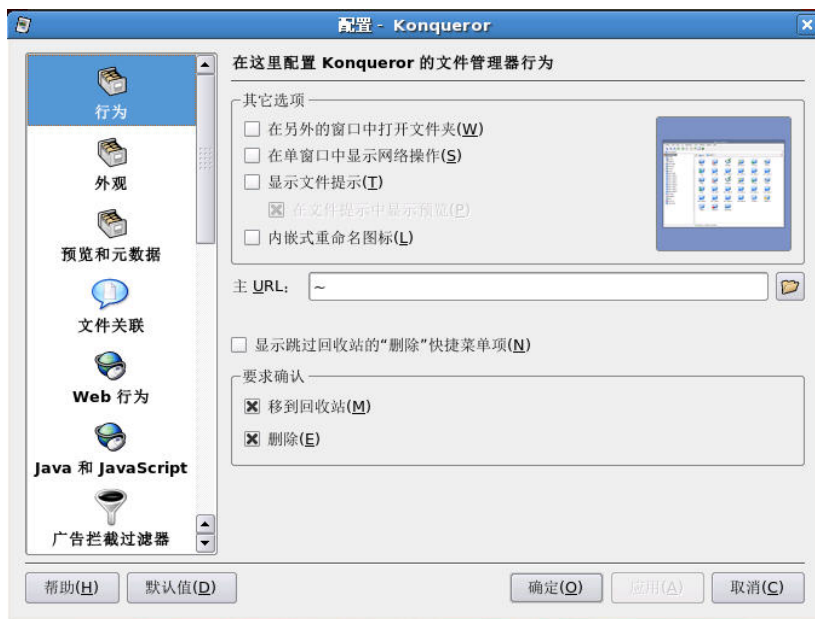 配置 - Konqueror
行为
外观
预览和元数据
文件关联
Web 行为
Java 和 JavaScript
广告拦截过滤器
在这里配置 Konqueror 的文件管理器行为
其它选项
在另外的窗口中打开文件夹(W)
在单窗口中显示网络操作(S)
显示文件提示(T)
在文件提示中显示预览(P)
内嵌式重命名图标(L)
主 URL: ~
显示跳过回收站的“删除”快捷菜单项(N)
要求确认
移到回收站(M)
删除(E)
帮助(H) 默认值(D) 确定(O) 应用(A) 取消(C)